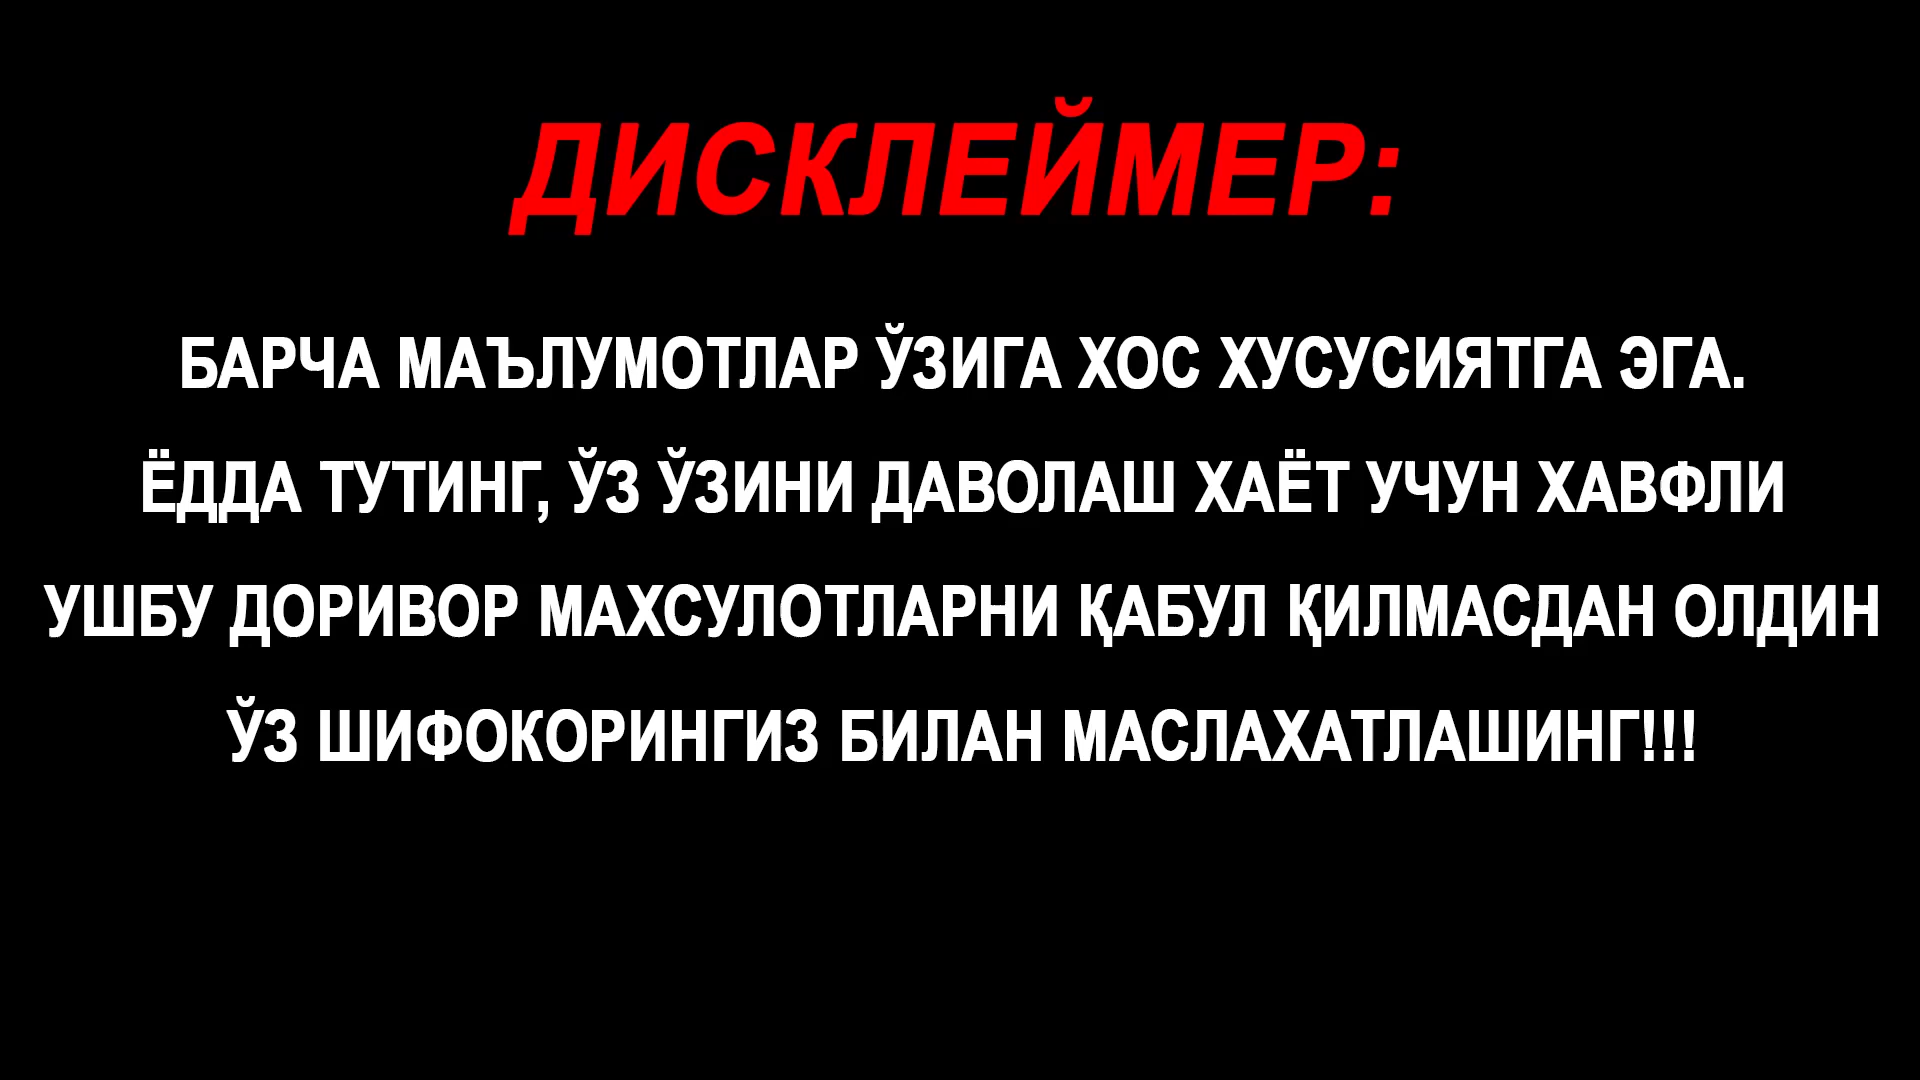 ДИСКЛЕЙМЕР:
БАРЧА МАЪЛУМОТЛАР ЎЗИГА ХОС ХУСУСИЯТГА ЭГА.
ЁДДА ТУТИНГ, ЎЗ ЎЗИНИ ДАВОЛАШ ХАЁТ УЧУН ХАВФЛИ
УШБУ ДОРИВОР МАХСУЛОТЛАРНИ ҚАБУЛ ҚИЛМАСДАН ОЛДИН
ЎЗ ШИФОКОРИНГИЗ БИЛАН МАСЛАХАТЛАШИНГ!!!